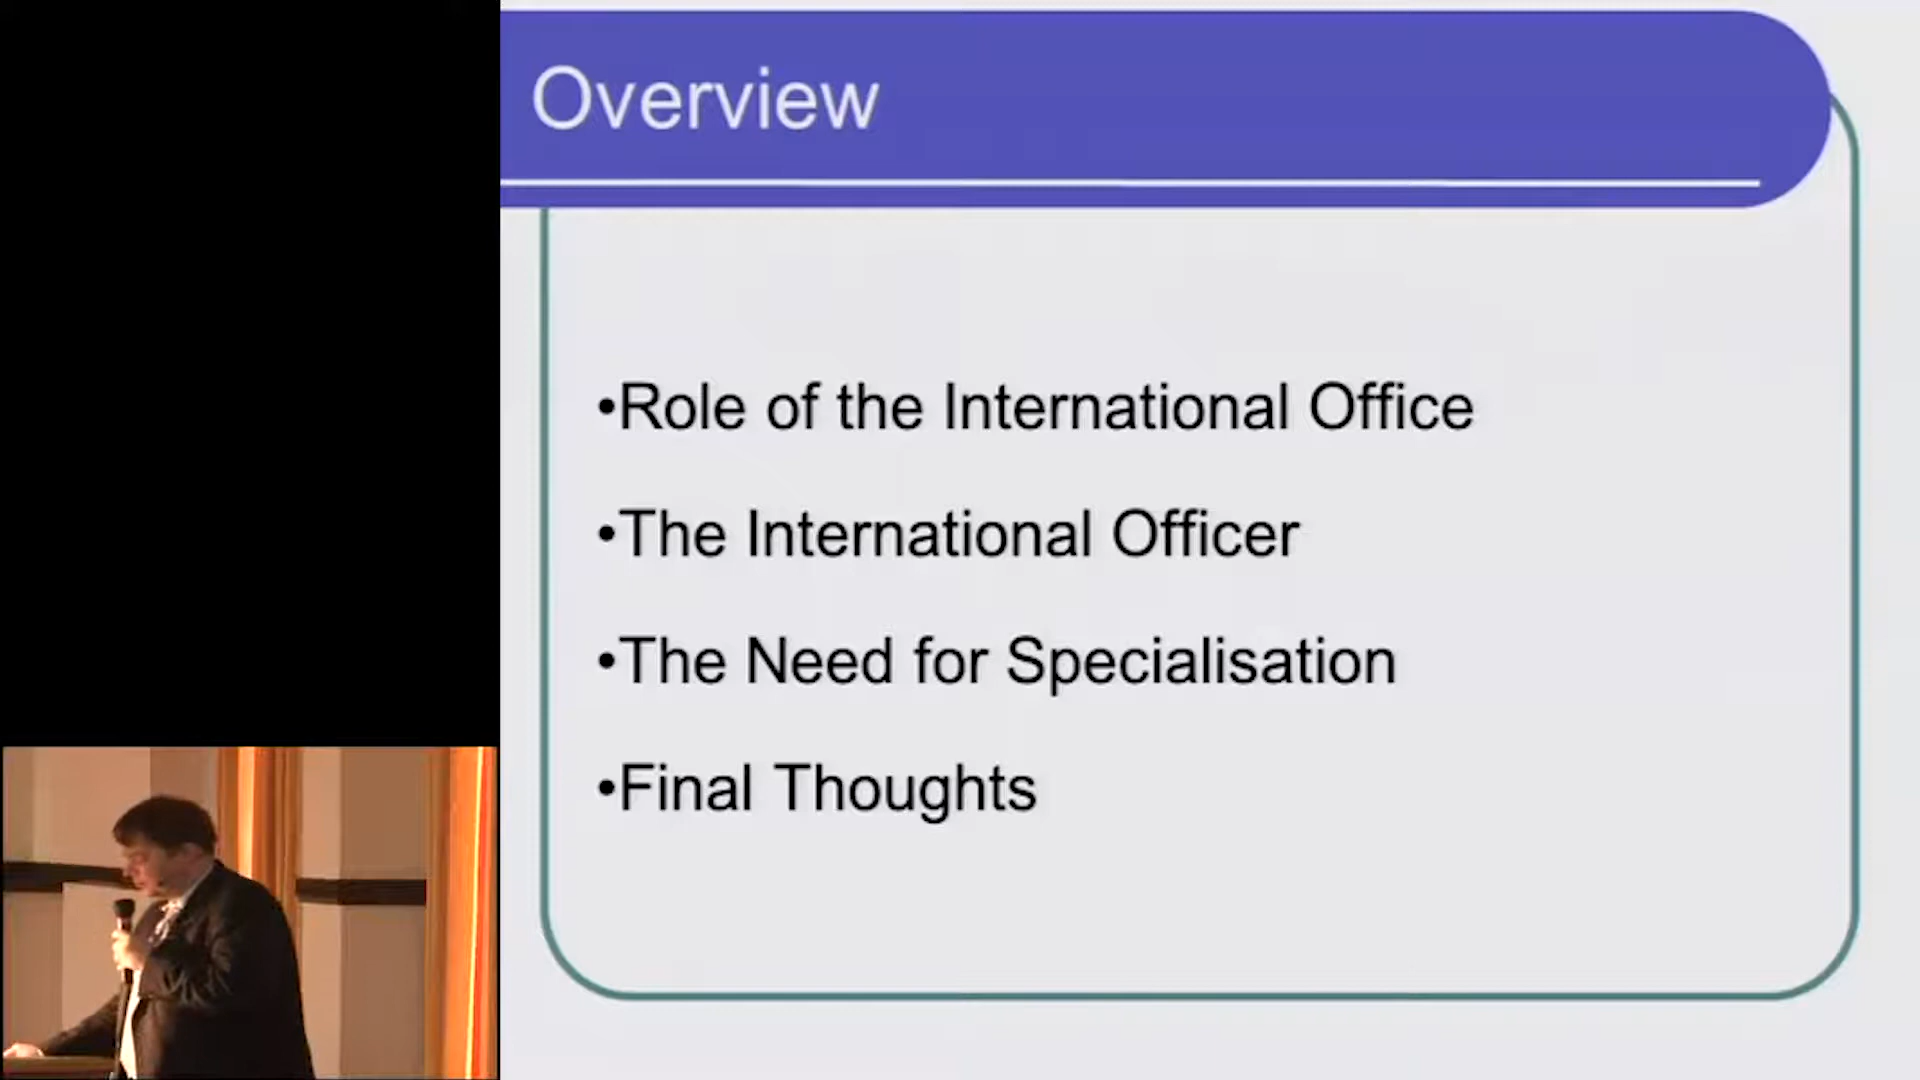 Overview
•Role of the International Office
•The International Officer
•The Need for Specialisation
•Final Thoughts